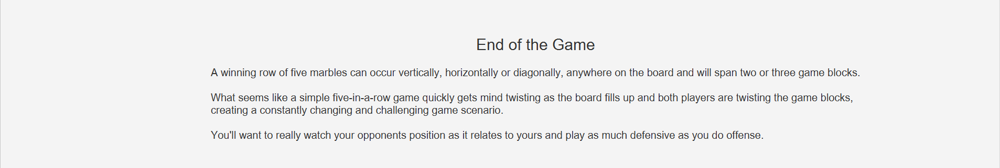 End of the Game
A winning row of five marbles can occur vertically, horizontally or diagonally, anywhere on the board and will span two or three game blocks.
What seems like a simple five-in-a-row game quickly gets mind twisting as the board fills up and both players are twisting the game blocks,
creating a constantly changing and challenging game scenario.
You'll want to really watch your opponents position as it relates to yours and play as much defensive as you do offense.